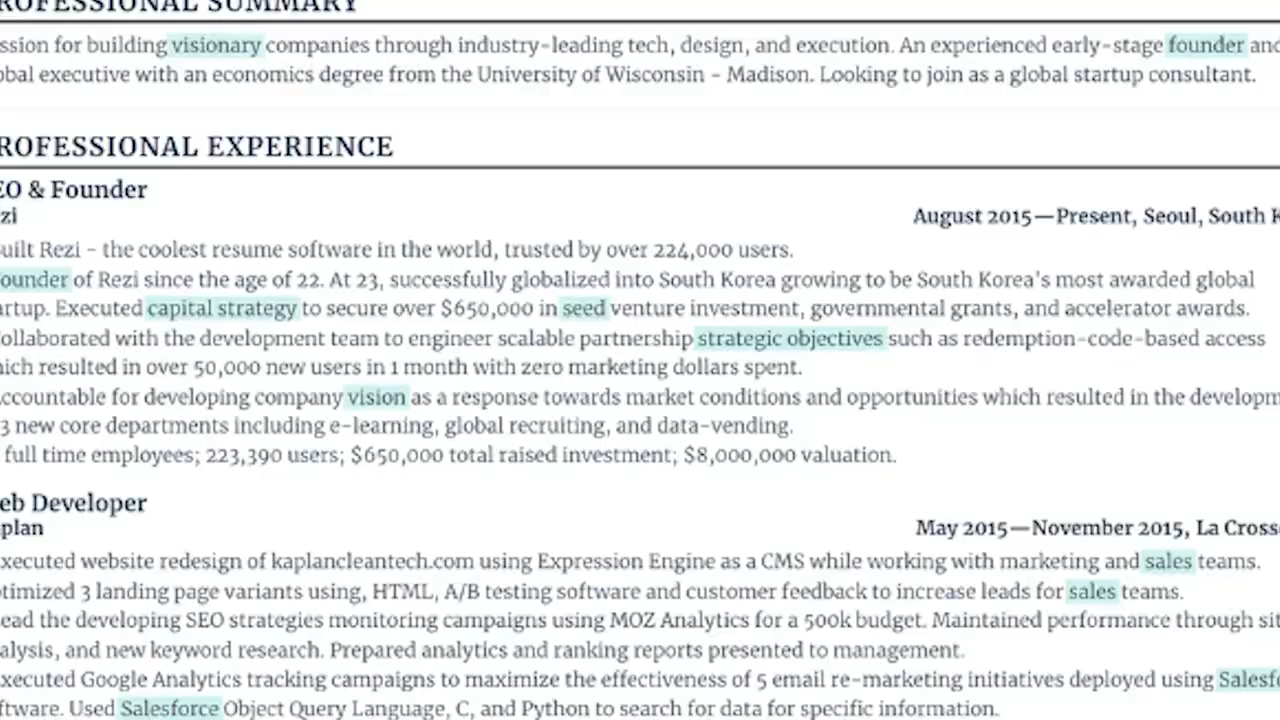 ROFESSIONAL SUMMARY
ssion for building visionary companies through industry-leading tech, design, and execution. An experienced early-stage founder and
obal executive with an economics degree from the University of Wisconsin - Madison. Looking to join as a global startup consultant.
ROFESSIONAL EXPERIENCE
EO & Founder
zi
August 2015—Present, Seoul, South K
uilt Rezi - the coolest resume software in the world, trusted by over 224,000 users.
ounder of Rezi since the age of 22. At 23, successfully globalized into South Korea growing to be South Korea's most awarded global
artup. Executed capital strategy to secure over $650,000 in seed venture investment, governmental grants, and accelerator awards.
ollaborated with the development team to engineer scalable partnership strategic objectives such as redemption-code-based access
hich resulted in over 50,000 new users in 1 month with zero marketing dollars spent.
ccountable for developing company vision as a response towards market conditions and opportunities which resulted in the developm
3 new core departments including e-learning, global recruiting, and data-vending.
full time employees; 223,390 users; $650,000 total raised investment; $8,000,000 valuation.
eb Developer
plan
May 2015—November 2015, La Cross
xecuted website redesign of kaplancleantech.com using Expression Engine as a CMS while working with marketing and sales teams.
timized 3 landing page variants using, HTML, A/B testing software and customer feedback to increase leads for sales teams.
ead the developing SEO strategies monitoring campaigns using MOZ Analytics for a 500k budget. Maintained performance through sit
alysis, and new keyword research. Prepared analytics and ranking reports presented to management.
xecuted Google Analytics tracking campaigns to maximize the effectiveness of 5 email re-marketing initiatives deployed using Salesfo
ftware. Used Salesforce Object Query Language, C, and Python to search for data for specific information.